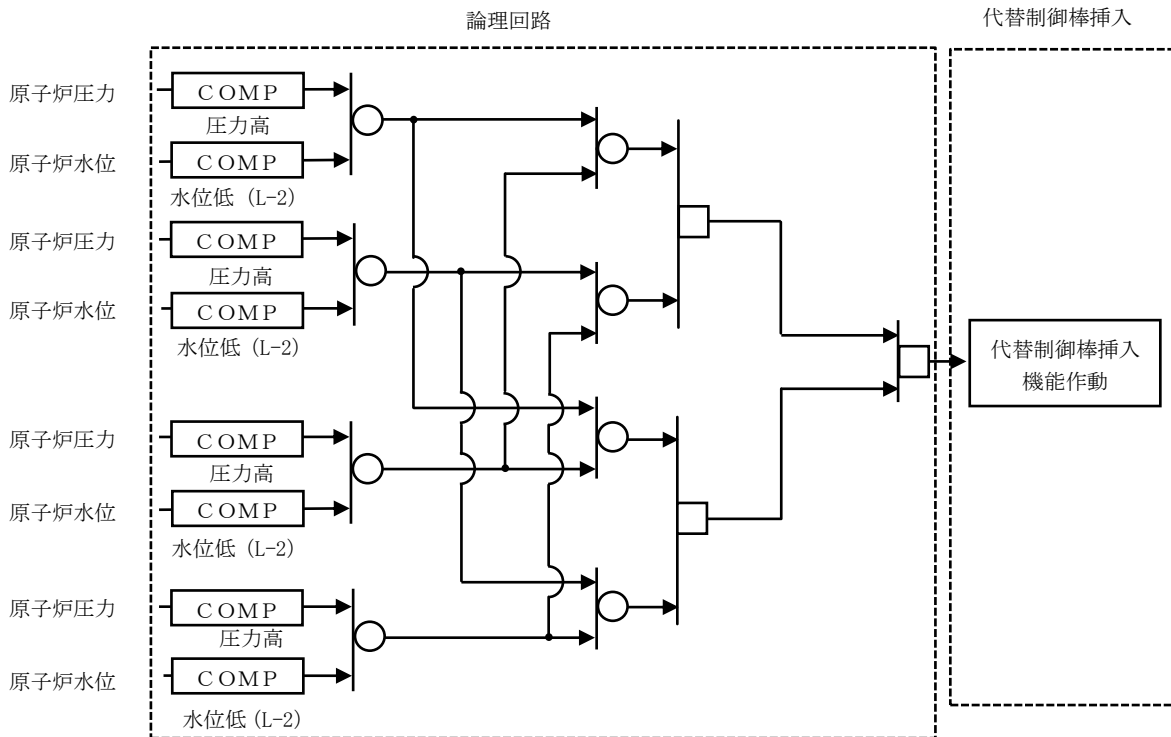 論理回路
代替制御棒挿入
原子炉圧力
COMP
圧力高
原子炉水位
COMP
水位低 (L-2)
原子炉圧力
COMP
圧力高
原子炉水位
COMP
水位低 (L-2)
代替制御棒挿入
機能作動
原子炉圧力
COMP
圧力高
原子炉水位
COMP
水位低 (L-2)
原子炉圧力
COMP
圧力高
原子炉水位
COMP
水位低 (L-2)